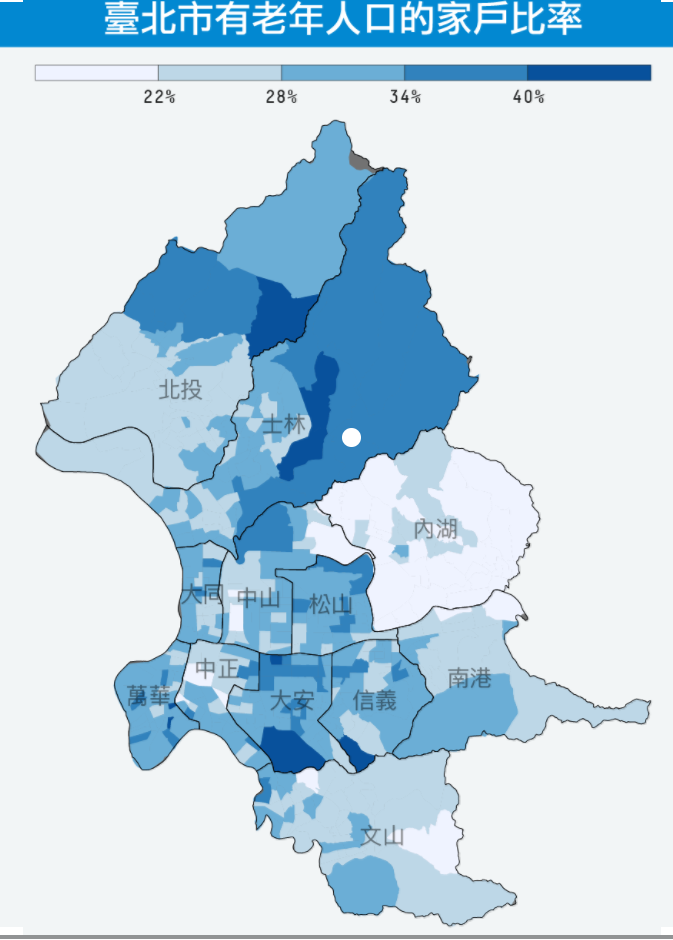 臺北市有老年人口的家戶比率
22% 28% 34% 40%
北投
士林
內湖
大同 中山 松山
中正
萬華 大安 信義 南港
文山